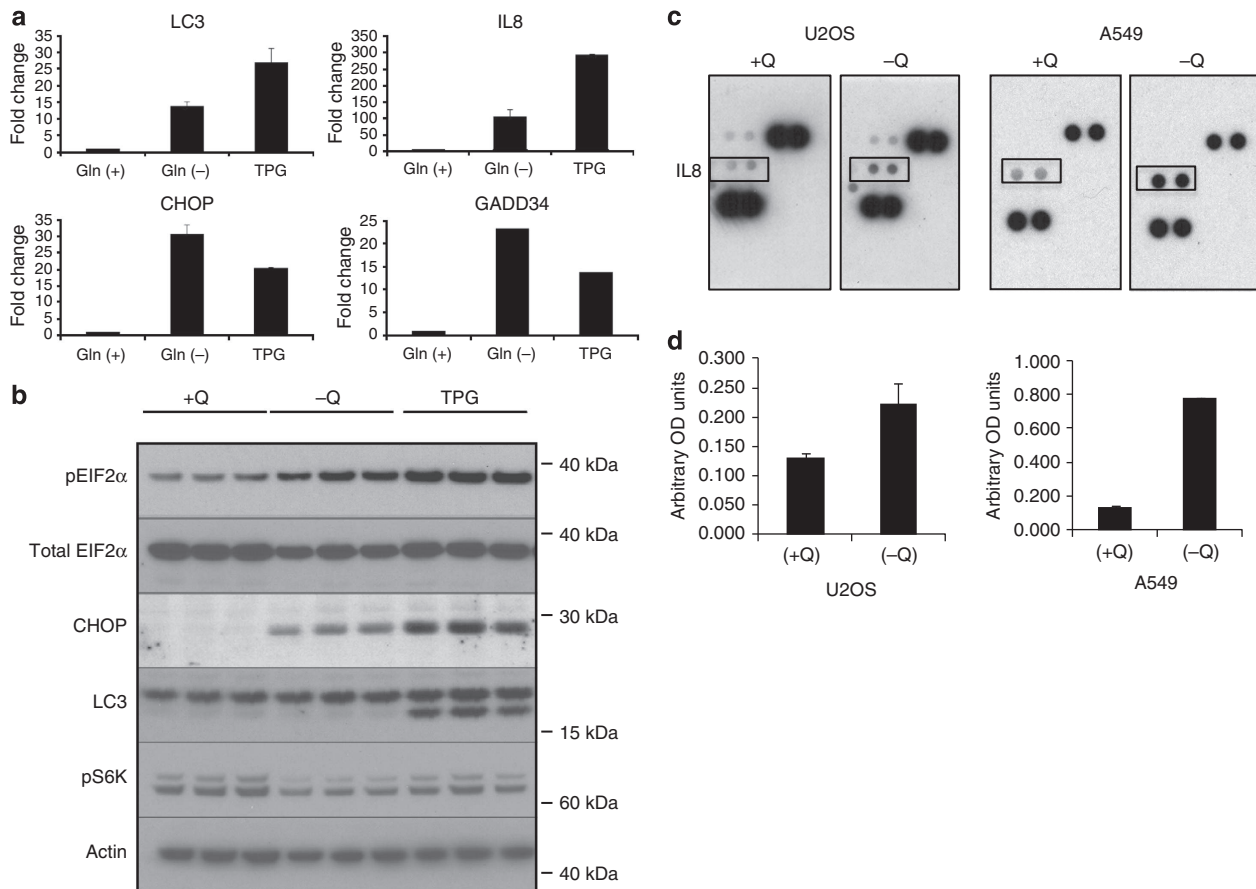 a
LC3
Fold change
35
30
25
20
15
10
5
0
Gln (+)
Gln (–)
TPG
IL8
Fold change
350
300
250
200
150
100
500
0
Gln (+)
Gln (–)
TPG
CHOP
Fold change
35
30
25
20
15
10
5
0
Gln (+)
Gln (–)
TPG
GADD34
Fold change
25
20
15
10
5
0
Gln (+)
Gln (–)
TPG
b
+Q –Q TPG
pEIF2α
40 kDa
Total EIF2α
40 kDa
CHOP
30 kDa
LC3
15 kDa
pS6K
60 kDa
Actin
40 kDa
c
U2OS A549
+Q –Q +Q –Q
IL8
d
Arbitrary OD units
0.300
0.250
0.200
0.150
0.100
0.050
0.000
(+Q) (–Q)
U2OS
Arbitrary OD units
1.000
0.800
0.600
0.400
0.200
0.000
(+Q) (–Q)
A549